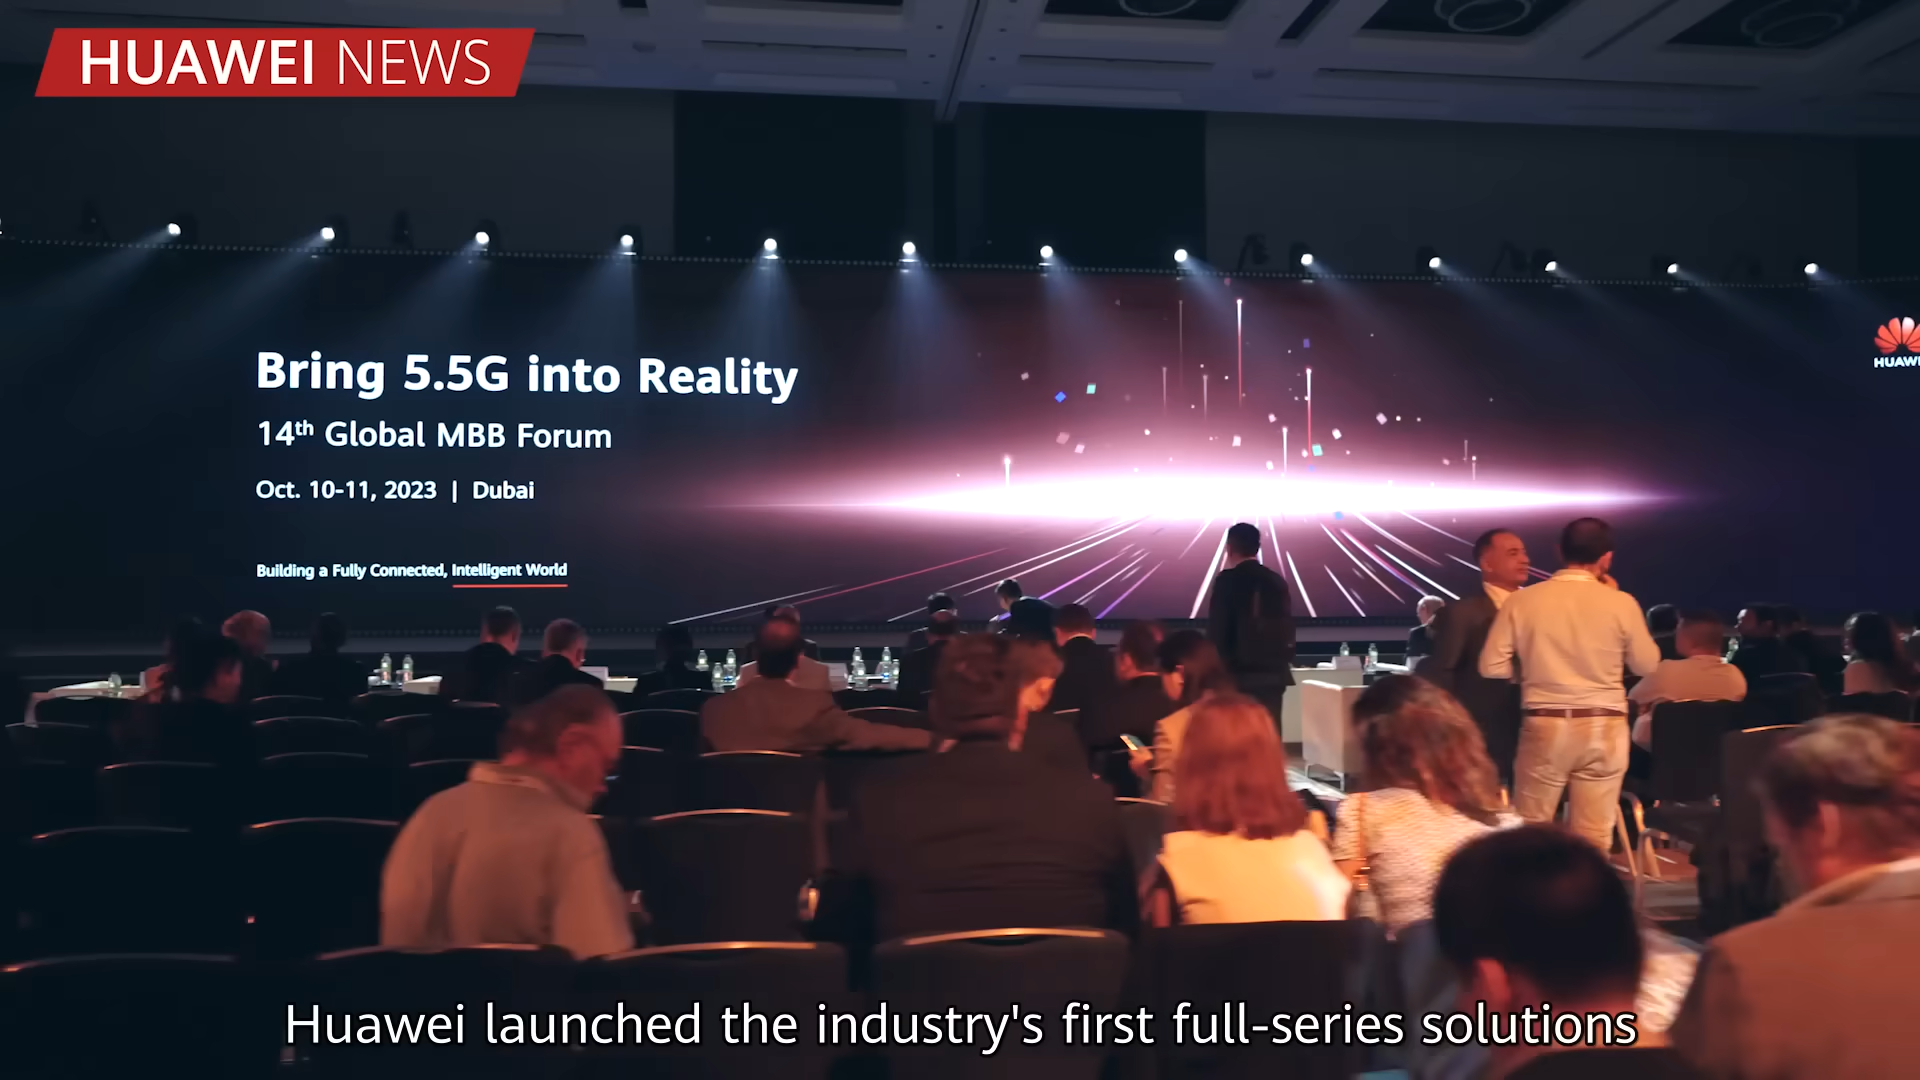 HUAWEI NEWS
Bring 5.5G into Reality
14th Global MBB Forum
Oct. 10-11, 2023 | Dubai
Building a Fully Connected, Intelligent World
HUAWEI
Huawei launched the industry's first full-series solutions